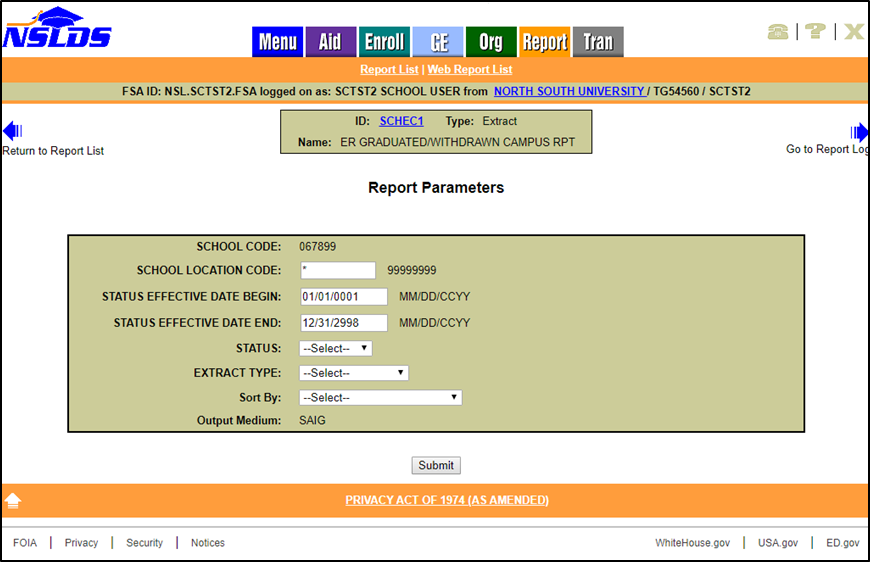 NSLDS
Menu Aid Enroll GE Org Report Tran
Report List | Web Report List
FSA ID: NSL.SCTST2.FSA logged on as: SCTST2 SCHOOL USER from NORTH SOUTH UNIVERSITY / TG54560 / SCTST2
ID: SCHEC1 Type: Extract
Name: ER GRADUATED/WITHDRAWN CAMPUS RPT
Return to Report List
Go to Report Log
Report Parameters
SCHOOL CODE: 067899
SCHOOL LOCATION CODE: * 99999999
STATUS EFFECTIVE DATE BEGIN: 01/01/0001 MM/DD/CCYY
STATUS EFFECTIVE DATE END: 12/31/2998 MM/DD/CCYY
STATUS: --Select--
EXTRACT TYPE: --Select--
Sort By: --Select--
Output Medium: SAIG
Submit
PRIVACY ACT OF 1974 (AS AMENDED)
FOIA | Privacy | Security | Notices WhiteHouse.gov | USA.gov | ED.gov